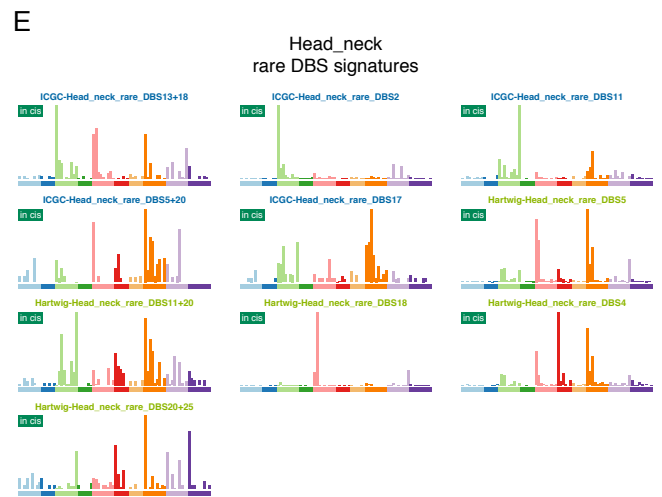 E
Head_neck
rare DBS signatures
ICGC-Head_neck_rare_DBS13+18
in cis
ICGC-Head_neck_rare_DBS2
in cis
ICGC-Head_neck_rare_DBS11
in cis
ICGC-Head_neck_rare_DBS5+20
in cis
ICGC-Head_neck_rare_DBS17
in cis
Hartwig-Head_neck_rare_DBS5
in cis
Hartwig-Head_neck_rare_DBS11+20
in cis
Hartwig-Head_neck_rare_DBS18
in cis
Hartwig-Head_neck_rare_DBS4
in cis
Hartwig-Head_neck_rare_DBS20+25
in cis